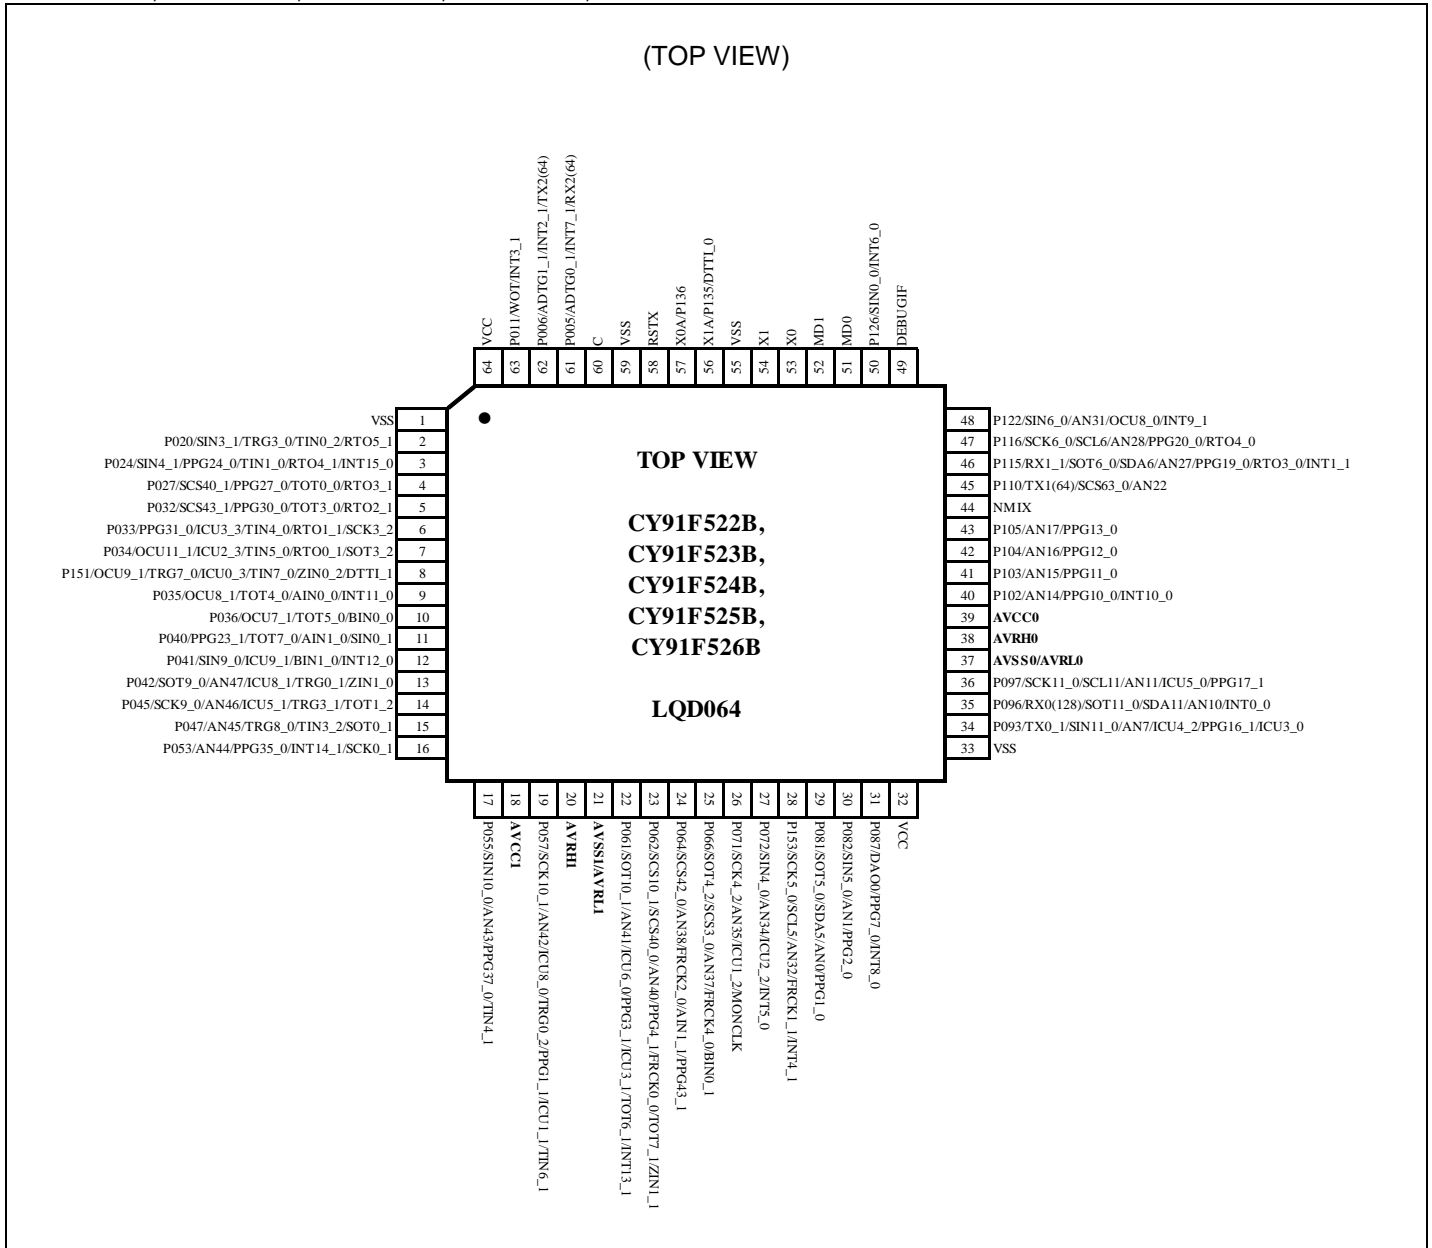 (TOP VIEW)
64 VCC
63 P011/WOT/INT3_1
62 P006/ADTG1_1/INT2_1/TX2(64)
61 P005/ADTG0_1/INT7_1/RX2(64)
60 C
59 VSS
58 RSTX
57 X0A/P136
56 X1A/P135/DTTI_0
55 VSS
54 X1
53 X0
52 MD1
51 MD0
50 P126/SIN0_0/INT6_0
49 DEBUGIF
VSS 1
P020/SIN3_1/TRG3_0/TIN0_2/RTO5_1 2
P024/SIN4_1/PPG24_0/TIN1_0/RTO4_1/INT15_0 3
P027/SCS40_1/PPG27_0/TOT0_0/RTO3_1 4
P032/SCS43_1/PPG30_0/TOT3_0/RTO2_1 5
P033/PPG31_0/ICU3_3/TIN4_0/RTO1_1/SCK3_2 6
P034/OCU11_1/ICU2_3/TIN5_0/RTO0_1/SOT3_2 7
P151/OCU9_1/TRG7_0/ICU0_3/TIN7_0/ZIN0_2/DTTI_1 8
P035/OCU8_1/TOT4_0/AIN0_0/INT11_0 9
P036/OCU7_1/TOT5_0/BIN0_0 10
P040/PPG23_1/TOT7_0/AIN1_0/SIN0_1 11
P041/SIN9_0/ICU9_1/BIN1_0/INT12_0 12
P042/SOT9_0/AN47/ICU8_1/TRG0_1/ZIN1_0 13
P045/SCK9_0/AN46/ICU5_1/TRG3_1/TOT1_2 14
P047/AN45/TRG8_0/TIN3_2/SOT0_1 15
P053/AN44/PPG35_0/INT14_1/SCK0_1 16
TOP VIEW
CY91F522B,
CY91F523B,
CY91F524B,
CY91F525B,
CY91F526B
LQD064
48 P122/SIN6_0/AN31/OCU8_0/INT9_1
47 P116/SCK6_0/SCL6/AN28/PPG20_0/RTO4_0
46 P115/RX1_1/SOT6_0/SDA6/AN27/PPG19_0/RTO3_0/INT1_1
45 P110/TX1(64)/SCS63_0/AN22
44 NMIX
43 P105/AN17/PPG13_0
42 P104/AN16/PPG12_0
41 P103/AN15/PPG11_0
40 P102/AN14/PPG10_0/INT10_0
39 AVCC0
38 AVRH0
37 AVSS0/AVRL0
36 P097/SCK11_0/SCL11/AN11/ICU5_0/PPG17_1
35 P096/RX0(128)/SOT11_0/SDA11/AN10/INT0_0
34 P093/TX0_1/SIN11_0/AN7/ICU4_2/PPG16_1/ICU3_0
33 VSS
17 P055/SIN10_0/AN43/PPG37_0/TIN4_1
18 AVCC1
19 P057/SCK10_1/AN42/ICU8_0/TRG0_2/PPG1_1/ICU1_1/TIN6_1
20 AVRH1
21 AVSS1/AVRL1
22 P061/SOT10_1/AN41/ICU6_0/PPG3_1/ICU3_1/TOT6_1/INT13_1
23 P062/SCS10_1/SCS40_0/AN40/PPG4_1/FRCK0_0/TOT7_1/ZIN1_1
24 P064/SCS42_0/AN38/FRCK2_0/AIN1_1/PPG43_1
25 P066/SOT4_2/SCS3_0/AN37/FRCK4_0/BIN0_1
26 P071/SCK4_2/AN35/ICU1_2/MONCLK
27 P072/SIN4_0/AN34/ICU2_2/INT5_0
28 P153/SCK5_0/SCL5/AN32/FRCK1_1/INT4_1
29 P081/SOT5_0/SDA5/AN0/PPG1_0
30 P082/SIN5_0/AN1/PPG2_0
31 P087/DAO0/PPG7_0/INT8_0
32 VCC